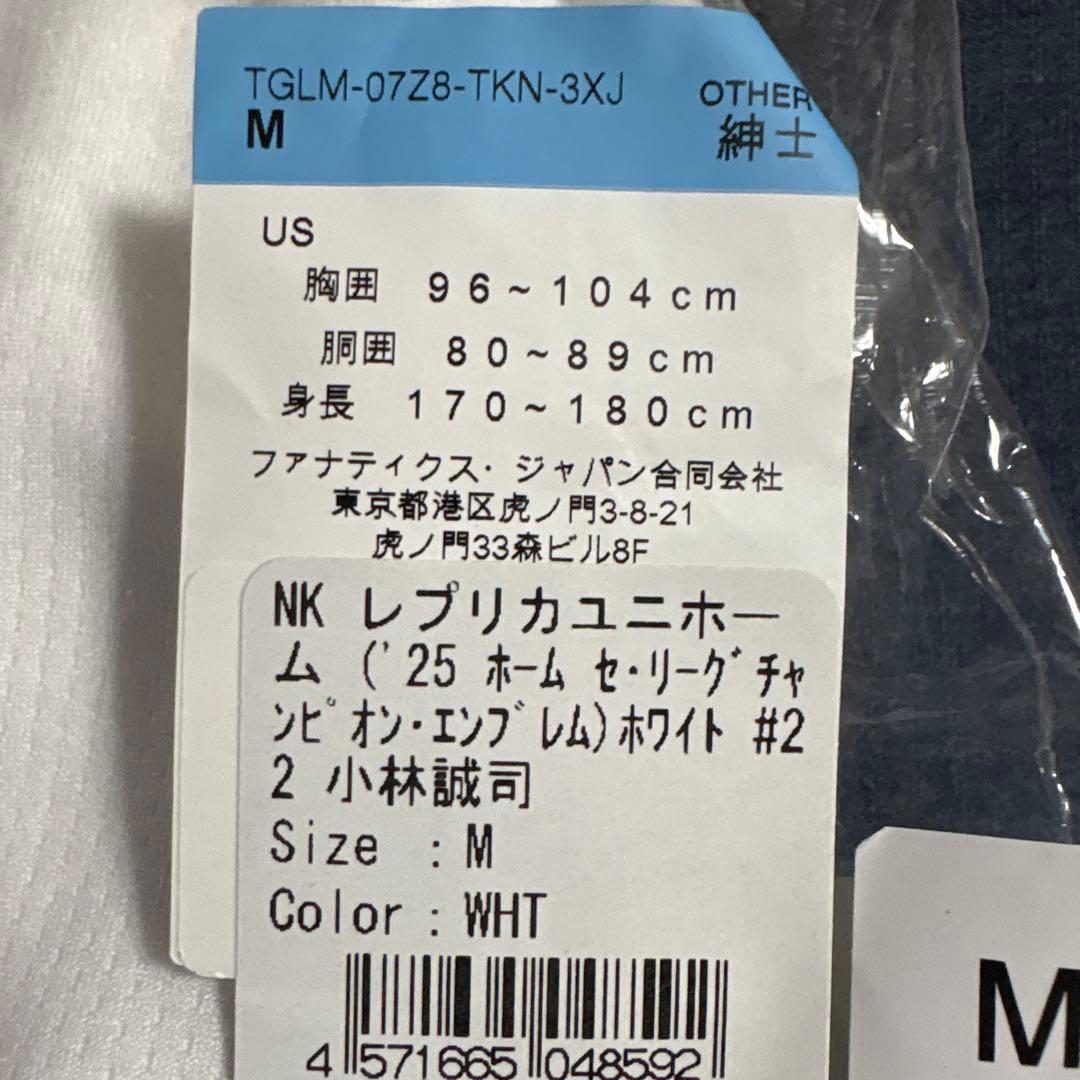 TGLM-07Z8-TKN-3XJ OTHER
M 紳士
US
胸囲 96~104cm
胴囲 80~89cm
身長 170~180cm
ファナティクス・ジャパン合同会社
東京都港区虎ノ門3-8-21
虎ノ門33森ビル8F
NK レプリカユニホー
ム ('25 ﾎｰﾑ ｾ･ﾘｰｸﾞﾁｬ
ﾝﾋﾟｵﾝ･ｴﾝﾌﾞﾚﾑ)ﾎﾜｲﾄ #2
2 小林誠司
Size : M
Color : WHT
4 571665 048592
M